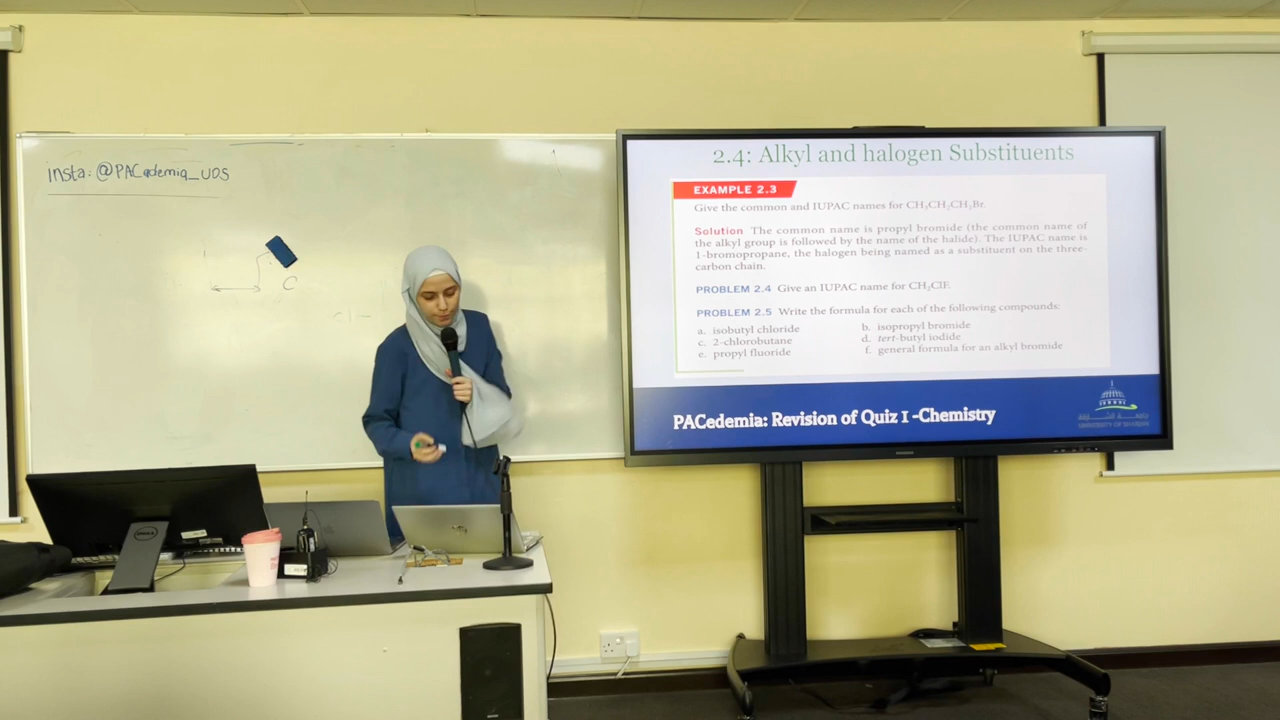 insta: @PACademia_UOS
C
2.4: Alkyl and halogen Substituents
EXAMPLE 2.3
Give the common and IUPAC names for CH₃CH₂CH₂Br.
Solution The common name is propyl bromide (the common name of
the alkyl group is followed by the name of the halide). The IUPAC name is
1-bromopropane, the halogen being named as a substituent on the three-
carbon chain.
PROBLEM 2.4 Give an IUPAC name for CH₂ClF.
PROBLEM 2.5 Write the formula for each of the following compounds:
a. isobutyl chloride b. isopropyl bromide
c. 2-chlorobutane d. tert-butyl iodide
e. propyl fluoride f. general formula for an alkyl bromide
PACedemia: Revision of Quiz I -Chemistry
DELL